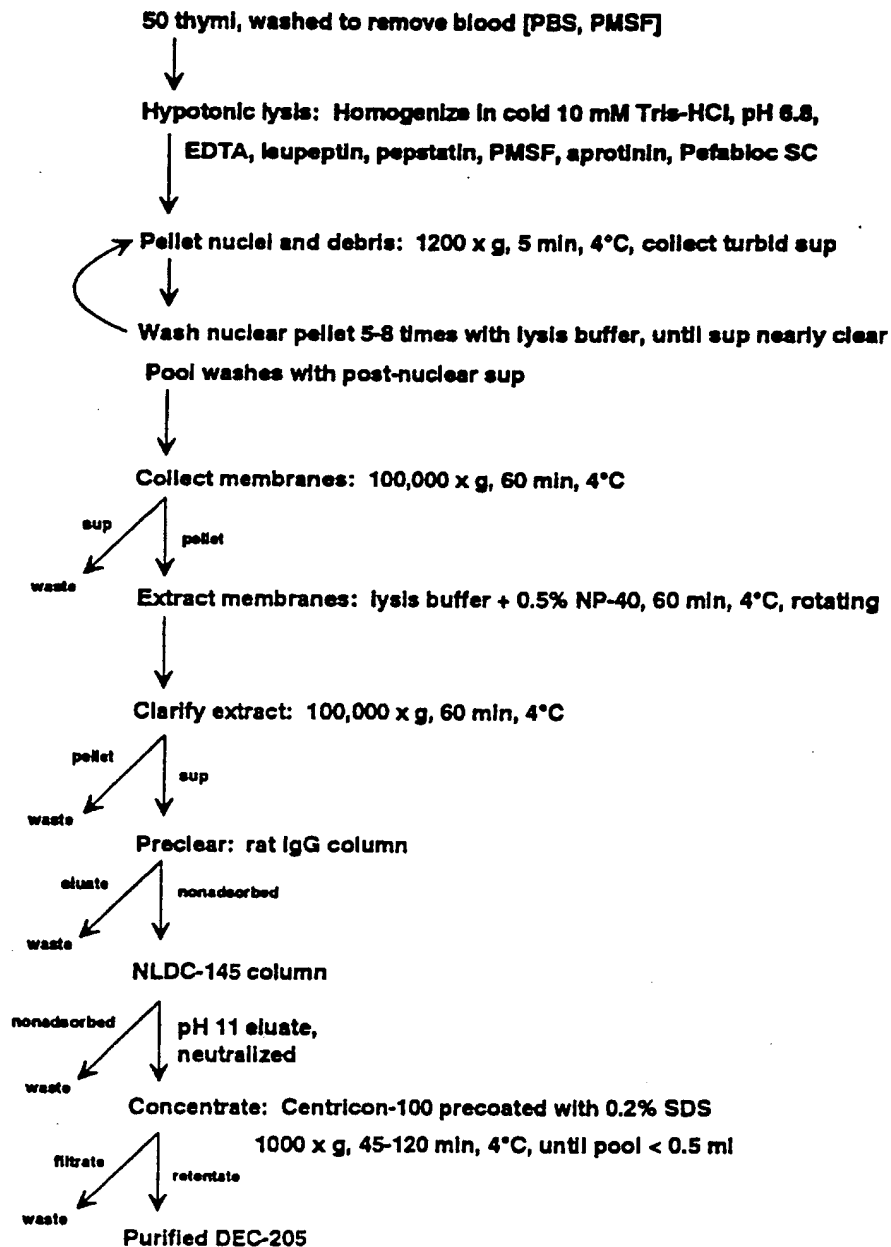 50 thymi, washed to remove blood [PBS, PMSF]
Hypotonic lysis: Homogenize in cold 10 mM Tris-HCl, pH 6.8,
EDTA, leupeptin, pepstatin, PMSF, aprotinin, Pefabloc SC
Pellet nuclei and debris: 1200 x g, 5 min, 4°C, collect turbid sup
Wash nuclear pellet 5-8 times with lysis buffer, until sup nearly clear
Pool washes with post-nuclear sup
Collect membranes: 100,000 x g, 60 min, 4°C
sup
pellet
waste
Extract membranes: lysis buffer + 0.5% NP-40, 60 min, 4°C, rotating
Clarify extract: 100,000 x g, 60 min, 4°C
pellet
sup
waste
Preclear: rat IgG column
eluate
nonadsorbed
waste
NLDC-145 column
nonadsorbed
pH 11 eluate,
neutralized
waste
Concentrate: Centricon-100 precoated with 0.2% SDS
1000 x g, 45-120 min, 4°C, until pool < 0.5 ml
filtrate
retentate
waste
Purified DEC-205